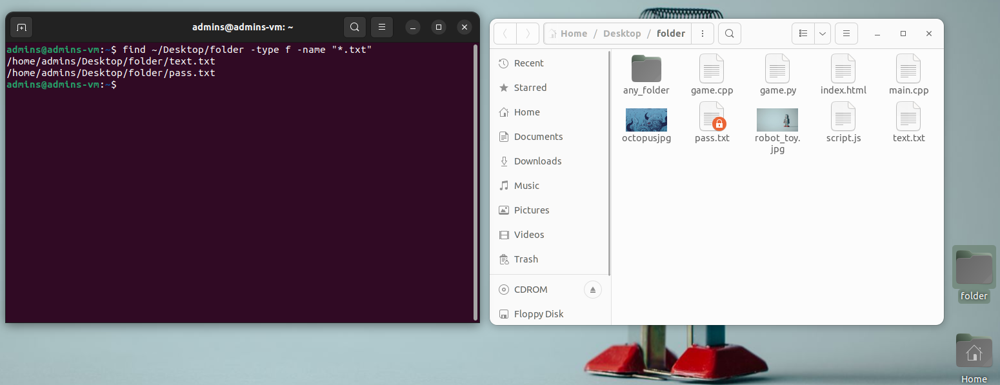 admins@admins-vm: ~
admins@admins-vm:~$ find ~/Desktop/folder -type f -name "*.txt"
/home/admins/Desktop/folder/text.txt
/home/admins/Desktop/folder/pass.txt
admins@admins-vm:~$
Home / Desktop / folder
Recent
Starred
Home
Documents
Downloads
Music
Pictures
Videos
Trash
CDROM
Floppy Disk
any_folder
game.cpp
game.py
index.html
main.cpp
octopusjpg
pass.txt
robot_toy.
jpg
script.js
text.txt
folder
Home